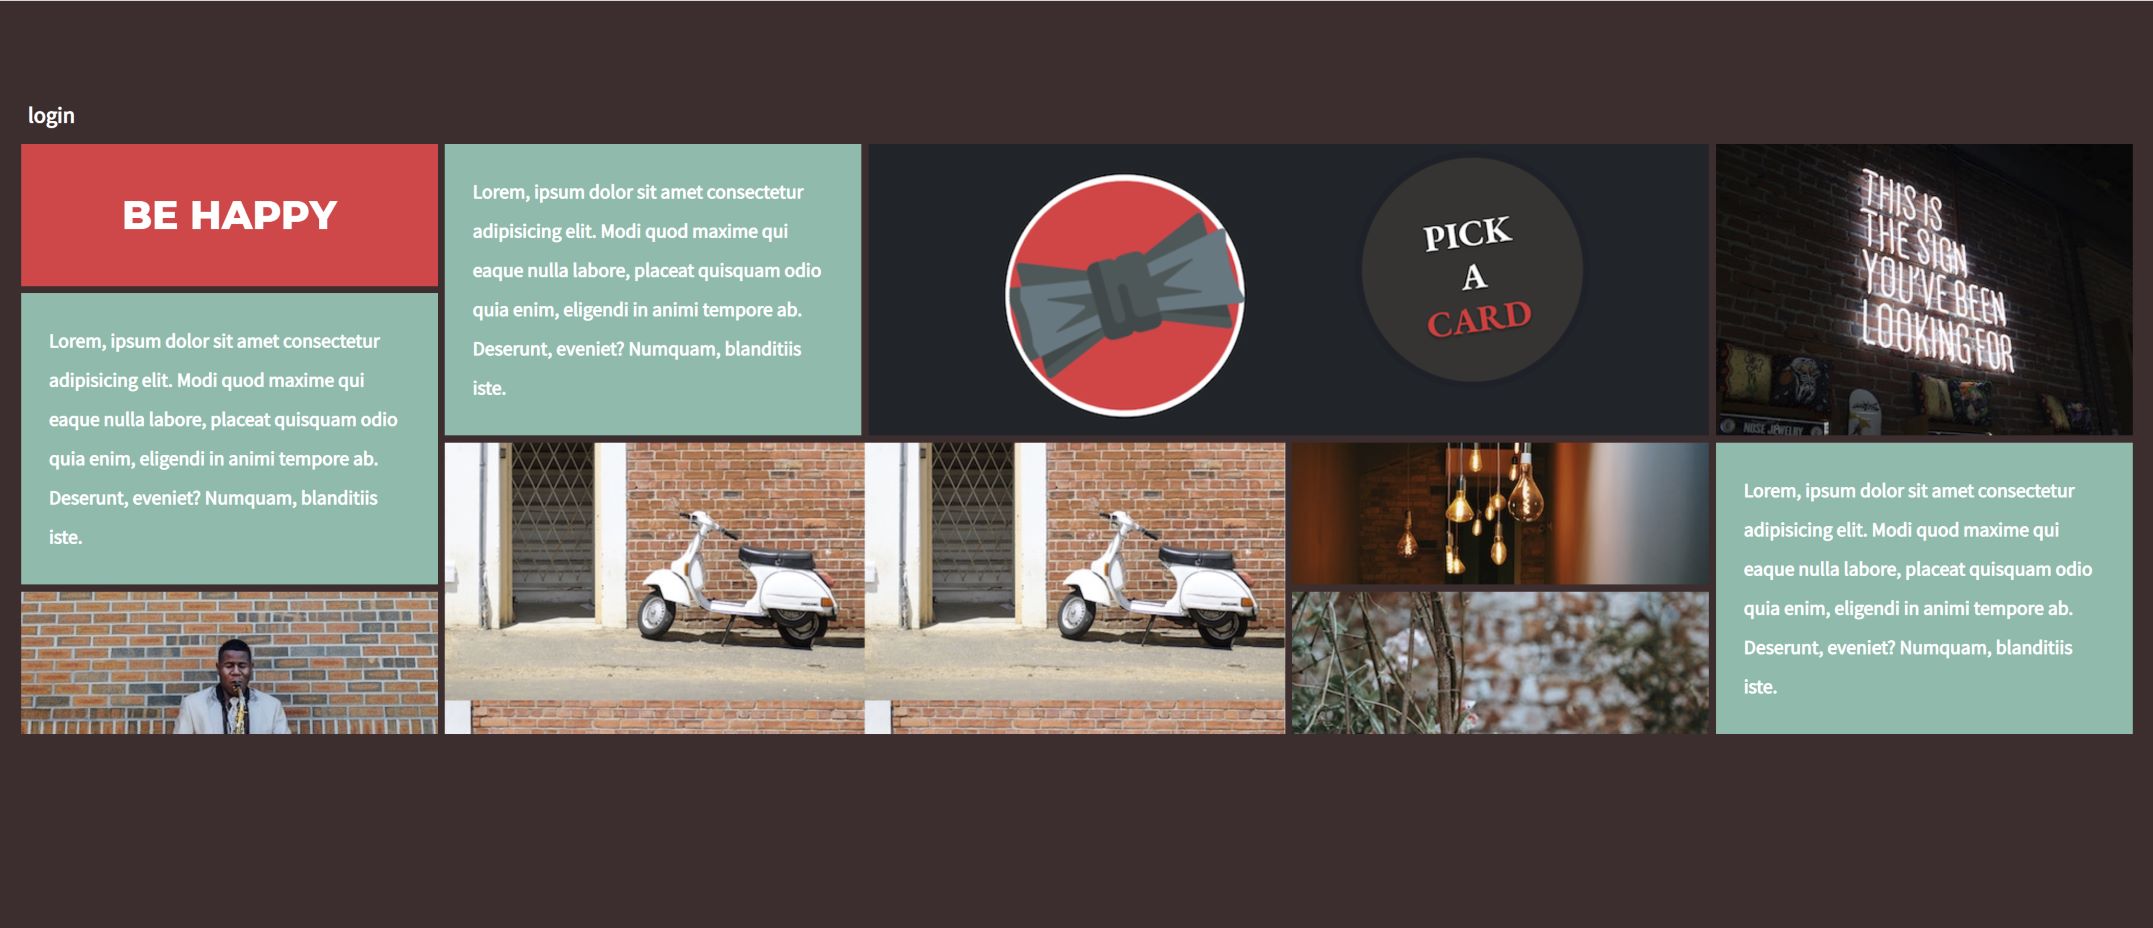 login
BE HAPPY
Lorem, ipsum dolor sit amet consectetur
adipisicing elit. Modi quod maxime qui
eaque nulla labore, placeat quisquam odio
quia enim, eligendi in animi tempore ab.
Deserunt, eveniet? Numquam, blanditiis
iste.
Lorem, ipsum dolor sit amet consectetur
adipisicing elit. Modi quod maxime qui
eaque nulla labore, placeat quisquam odio
quia enim, eligendi in animi tempore ab.
Deserunt, eveniet? Numquam, blanditiis
iste.
PICK
A
CARD
THIS IS
THE SIGN
YOU'VE BEEN
LOOKING FOR
NOSE JEWELRY
Lorem, ipsum dolor sit amet consectetur
adipisicing elit. Modi quod maxime qui
eaque nulla labore, placeat quisquam odio
quia enim, eligendi in animi tempore ab.
Deserunt, eveniet? Numquam, blanditiis
iste.